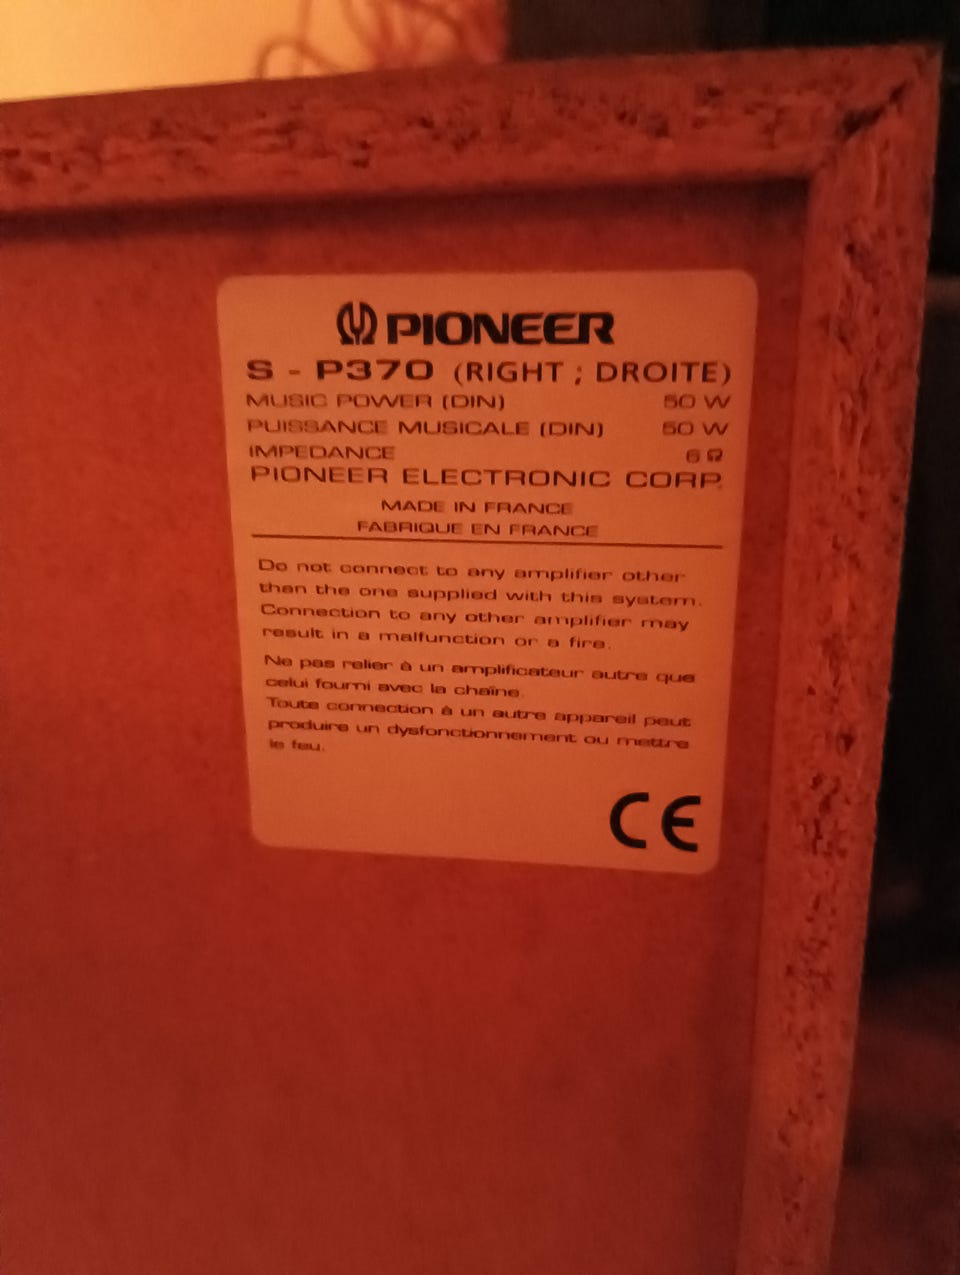 PIONEER
S - P370 (RIGHT ; DROITE)
MUSIC POWER (DIN) 50 W
PUISSANCE MUSICALE (DIN) 50 W
IMPEDANCE 6 Ω
PIONEER ELECTRONIC CORP.
MADE IN FRANCE
FABRIQUE EN FRANCE
Do not connect to any amplifier other
than the one supplied with this system.
Connection to any other amplifier may
result in a malfunction or a fire.
Ne pas relier à un amplificateur autre que
celui fourni avec la chaîne.
Toute connection à un autre appareil peut
produire un dysfonctionnement ou mettre
le feu.
CE